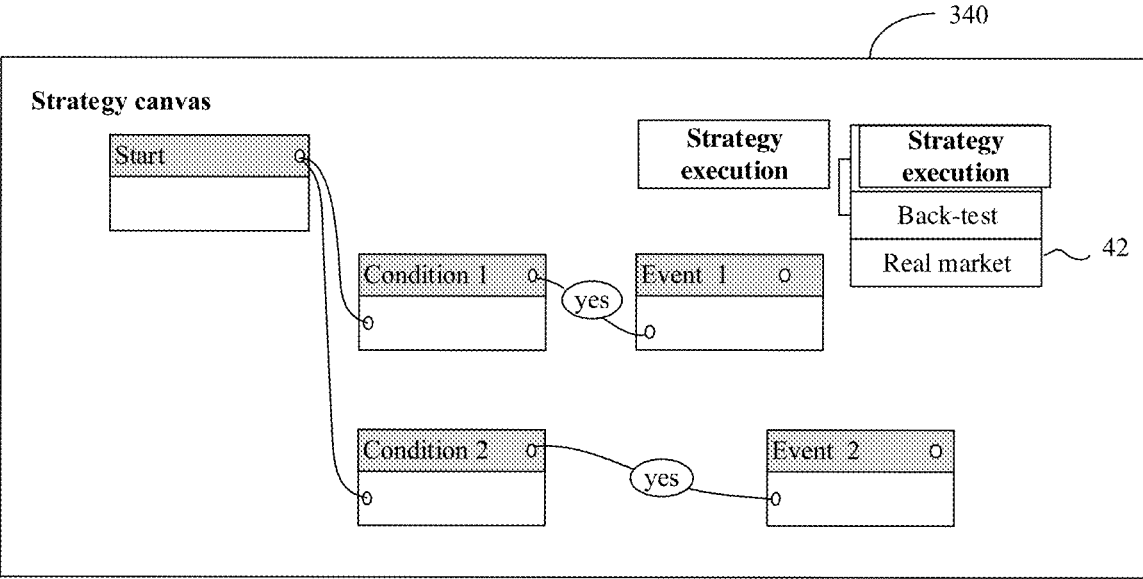 340
Strategy canvas
Start
Strategy
execution
Strategy
execution
Back-test
Real market
42
Condition 1
yes
Event 1
Condition 2
yes
Event 2